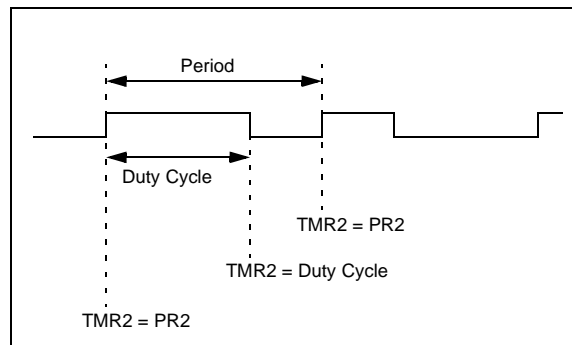 Period
Duty Cycle
TMR2 = PR2
TMR2 = Duty Cycle
TMR2 = PR2